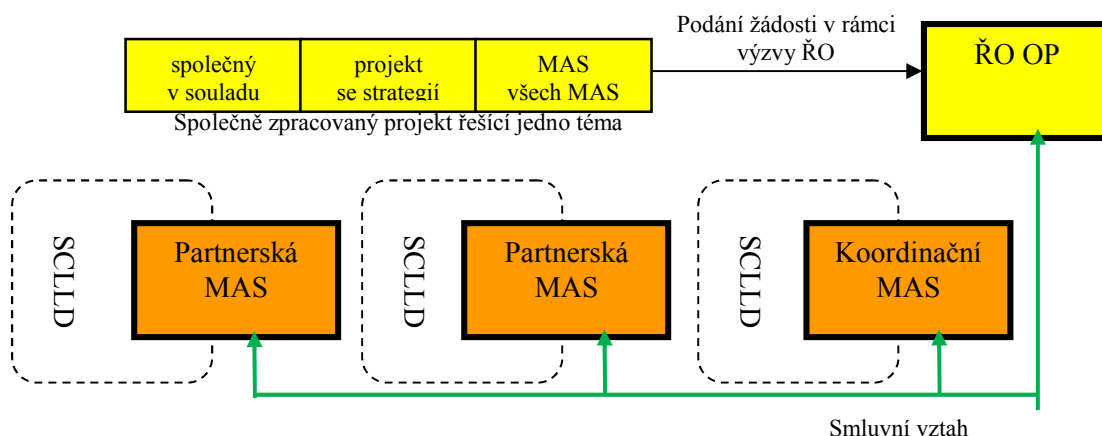 Podání žádosti v rámci
výzvy ŘO
ŘO OP
společný projekt MAS
v souladu se strategií všech MAS
Společně zpracovaný projekt řešící jedno téma
SCLLD
Partnerská
MAS
SCLLD
Partnerská
MAS
SCLLD
Koordinační
MAS
Smluvní vztah